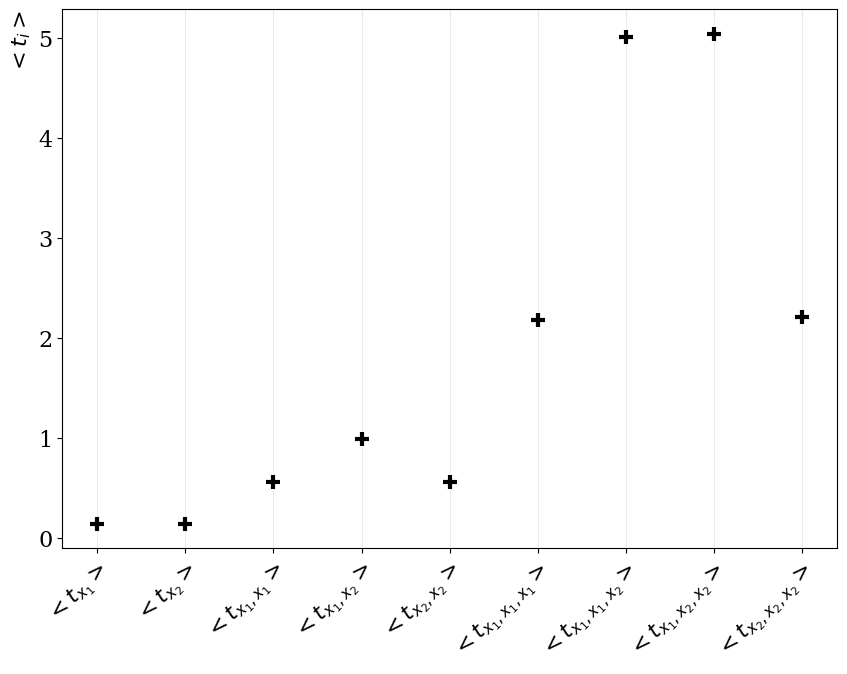 < t_i >
5
4
3
2
1
0
< t_{x_1} >
< t_{x_2} >
< t_{x_1,x_1} >
< t_{x_1,x_2} >
< t_{x_2,x_2} >
< t_{x_1,x_1,x_1} >
< t_{x_1,x_1,x_2} >
< t_{x_1,x_2,x_2} >
< t_{x_2,x_2,x_2} >